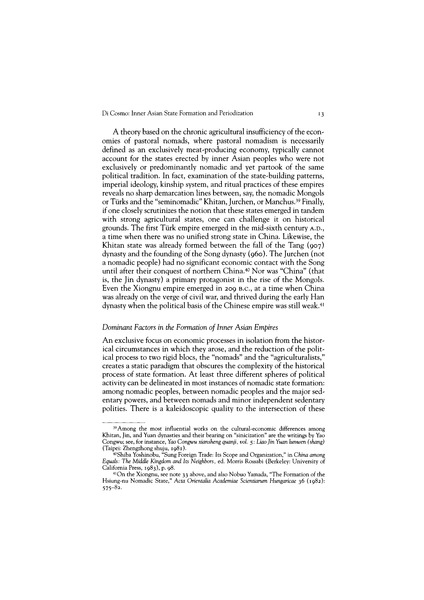 Di Cosmo: Inner Asian State Formation and Periodization 13
A theory based on the chronic agricultural insufficiency of the econ-
omies of pastoral nomads, where pastoral nomadism is necessarily
defined as an exclusively meat-producing economy, typically cannot
account for the states erected by inner Asian peoples who were not
exclusively or predominantly nomadic and yet partook of the same
political tradition. In fact, examination of the state-building patterns,
imperial ideology, kinship system, and ritual practices of these empires
reveals no sharp demarcation lines between, say, the nomadic Mongols
or Türks and the "seminomadic" Khitan, Jurchen, or Manchus.39 Finally,
if one closely scrutinizes the notion that these states emerged in tandem
with strong agricultural states, one can challenge it on historical
grounds. The first Türk empire emerged in the mid-sixth century A.D.,
a time when there was no unified strong state in China. Likewise, the
Khitan state was already formed between the fall of the Tang (907)
dynasty and the founding of the Song dynasty (960). The Jurchen (not
a nomadic people) had no significant economic contact with the Song
until after their conquest of northern China.40 Nor was "China" (that
is, the Jin dynasty) a primary protagonist in the rise of the Mongols.
Even the Xiongnu empire emerged in 209 B.C., at a time when China
was already on the verge of civil war, and thrived during the early Han
dynasty when the political basis of the Chinese empire was still weak.41
Dominant Factors in the Formation of Inner Asian Empires
An exclusive focus on economic processes in isolation from the histor-
ical circumstances in which they arose, and the reduction of the polit-
ical process to two rigid blocs, the "nomads" and the "agriculturalists,"
creates a static paradigm that obscures the complexity of the historical
process of state formation. At least three different spheres of political
activity can be delineated in most instances of nomadic state formation:
among nomadic peoples, between nomadic peoples and the major sed-
entary powers, and between nomads and minor independent sedentary
polities. There is a kaleidoscopic quality to the intersection of these
39Among the most influential works on the cultural-economic differences among
Khitan, Jin, and Yuan dynasties and their bearing on "sinicization" are the writings by Yao
Congwu; see, for instance, Yao Congwu xiansheng quanji, vol. 5: Liao Jin Yuan lunwen (shang)
(Taipei: Zhengzhong shuju, 1981).
40Shiba Yoshinobu, "Sung Foreign Trade: Its Scope and Organization," in China among
Equals: The Middle Kingdom and Its Neighbors, ed. Morris Rossabi (Berkeley: University of
California Press, 1983), p. 98.
41On the Xiongnu, see note 33 above, and also Nobuo Yamada, "The Formation of the
Hsiung-nu Nomadic State," Acta Orientalia Academiae Scientiarum Hungaricae 36 (1982):
575–82.